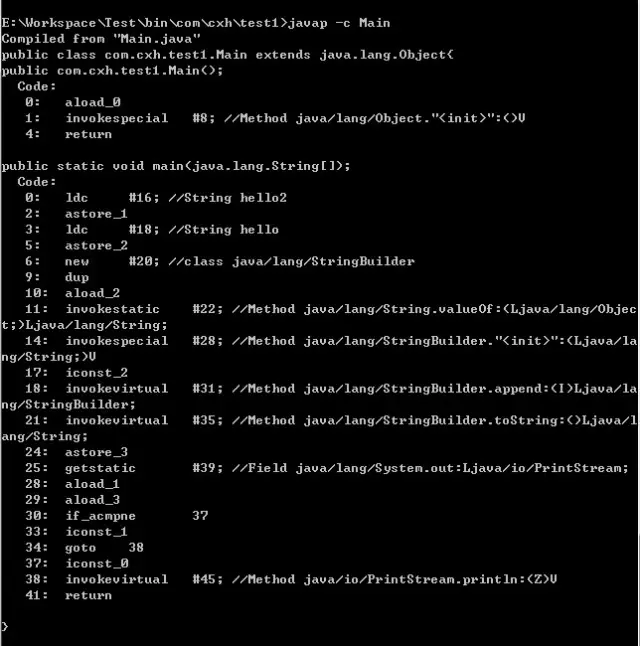 E:\Workspace\Test\bin\com\cxh\test1>javap -c Main
Compiled from "Main.java"
public class com.cxh.test1.Main extends java.lang.Object{
public com.cxh.test1.Main();
  Code:
   0:   aload_0
   1:   invokespecial   #8; //Method java/lang/Object."<init>":()V
   4:   return

public static void main(java.lang.String[]);
  Code:
   0:   ldc     #16; //String hello2
   2:   astore_1
   3:   ldc     #18; //String hello
   5:   astore_2
   6:   new     #20; //class java/lang/StringBuilder
   9:   dup
   10:  aload_2
   11:  invokestatic    #22; //Method java/lang/String.valueOf:(Ljava/lang/Objec
t;)Ljava/lang/String;
   14:  invokespecial   #28; //Method java/lang/StringBuilder."<init>":(Ljava/la
ng/String;)V
   17:  iconst_2
   18:  invokevirtual   #31; //Method java/lang/StringBuilder.append:(I)Ljava/la
ng/StringBuilder;
   21:  invokevirtual   #35; //Method java/lang/StringBuilder.toString:()Ljava/l
ang/String;
   24:  astore_3
   25:  getstatic       #39; //Field java/lang/System.out:Ljava/io/PrintStream;
   28:  aload_1
   29:  aload_3
   30:  if_acmpne       37
   33:  iconst_1
   34:  goto    38
   37:  iconst_0
   38:  invokevirtual   #45; //Method java/io/PrintStream.println:(Z)V
   41:  return

}